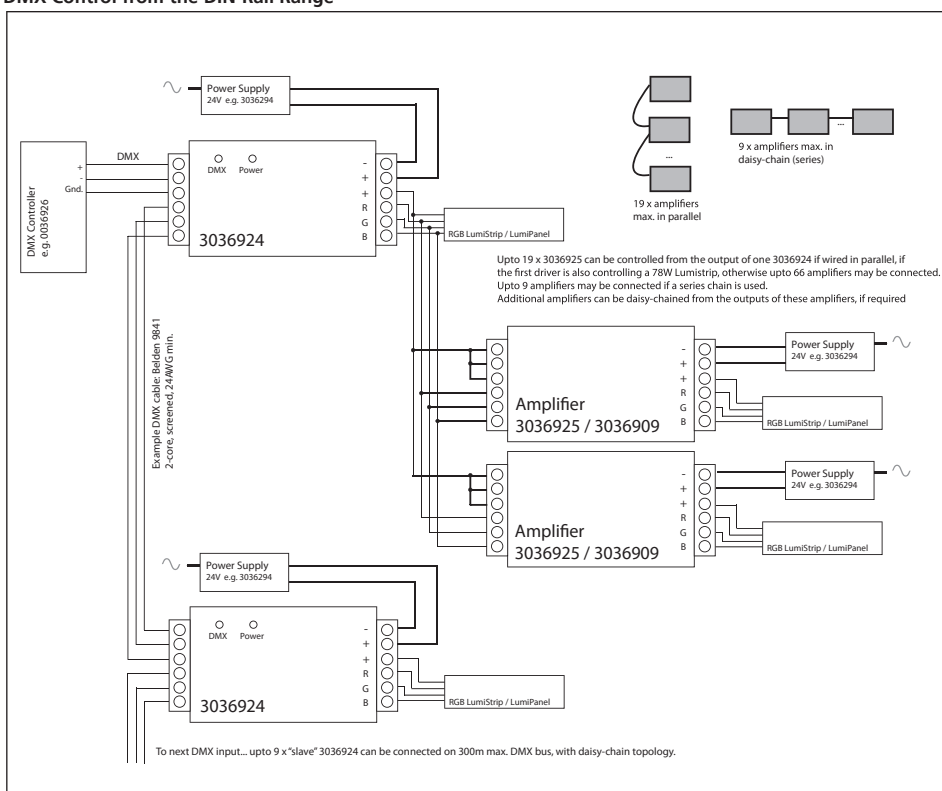 DMX Control from the DIN Rail Range
Power Supply
24V e.g. 3036294
DMX Controller
e.g. 0036926
+
-
Gnd.
DMX
DMX
Power
3036924
-
+
+
R
G
B
RGB LumiStrip / LumiPanel
...
19 x amplifiers
max. in parallel
...
9 x amplifiers max. in
daisy-chain (series)
Upto 19 x 3036925 can be controlled from the output of one 3036924 if wired in parallel, if
the first driver is also controlling a 78W Lumistrip, otherwise upto 66 amplifiers may be connected.
Upto 9 amplifiers may be connected if a series chain is used.
Additional amplifiers can be daisy-chained from the outputs of these amplifiers, if required
Example DMX cable: Belden 9841
2-core, screened, 24AWG min.
Amplifier
3036925 / 3036909
-
+
+
R
G
B
Power Supply
24V e.g. 3036294
RGB LumiStrip / LumiPanel
Amplifier
3036925 / 3036909
-
+
+
R
G
B
Power Supply
24V e.g. 3036294
RGB LumiStrip / LumiPanel
Power Supply
24V e.g. 3036294
DMX
Power
3036924
-
+
+
R
G
B
RGB LumiStrip / LumiPanel
To next DMX input... upto 9 x "slave" 3036924 can be connected on 300m max. DMX bus, with daisy-chain topology.